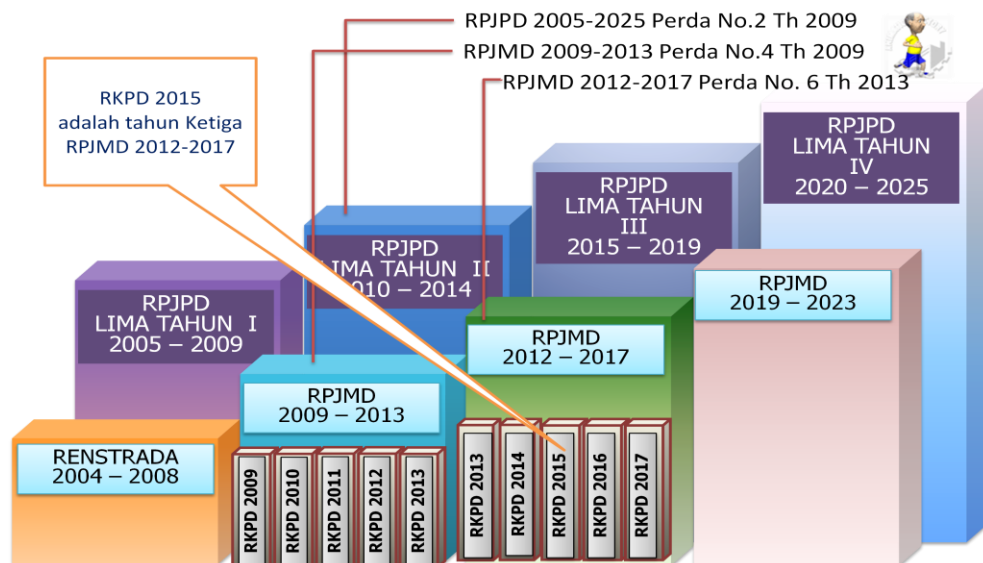 RPJPD 2005-2025 Perda No.2 Th 2009
RPJMD 2009-2013 Perda No.4 Th 2009
RPJMD 2012-2017 Perda No. 6 Th 2013
RKPD 2015
adalah tahun Ketiga
RPJMD 2012-2017
RPJPD
LIMA TAHUN
IV
2020 – 2025
RPJPD
LIMA TAHUN
III
2015 – 2019
RPJPD
LIMA TAHUN II
2010 – 2014
RPJPD
LIMA TAHUN I
2005 – 2009
RPJMD
2019 – 2023
RPJMD
2012 – 2017
RPJMD
2009 – 2013
RENSTRADA
2004 – 2008
RKPD 2009
RKPD 2010
RKPD 2011
RKPD 2012
RKPD 2013
RKPD 2013
RKPD 2014
RKPD 2015
RKPD 2016
RKPD 2017